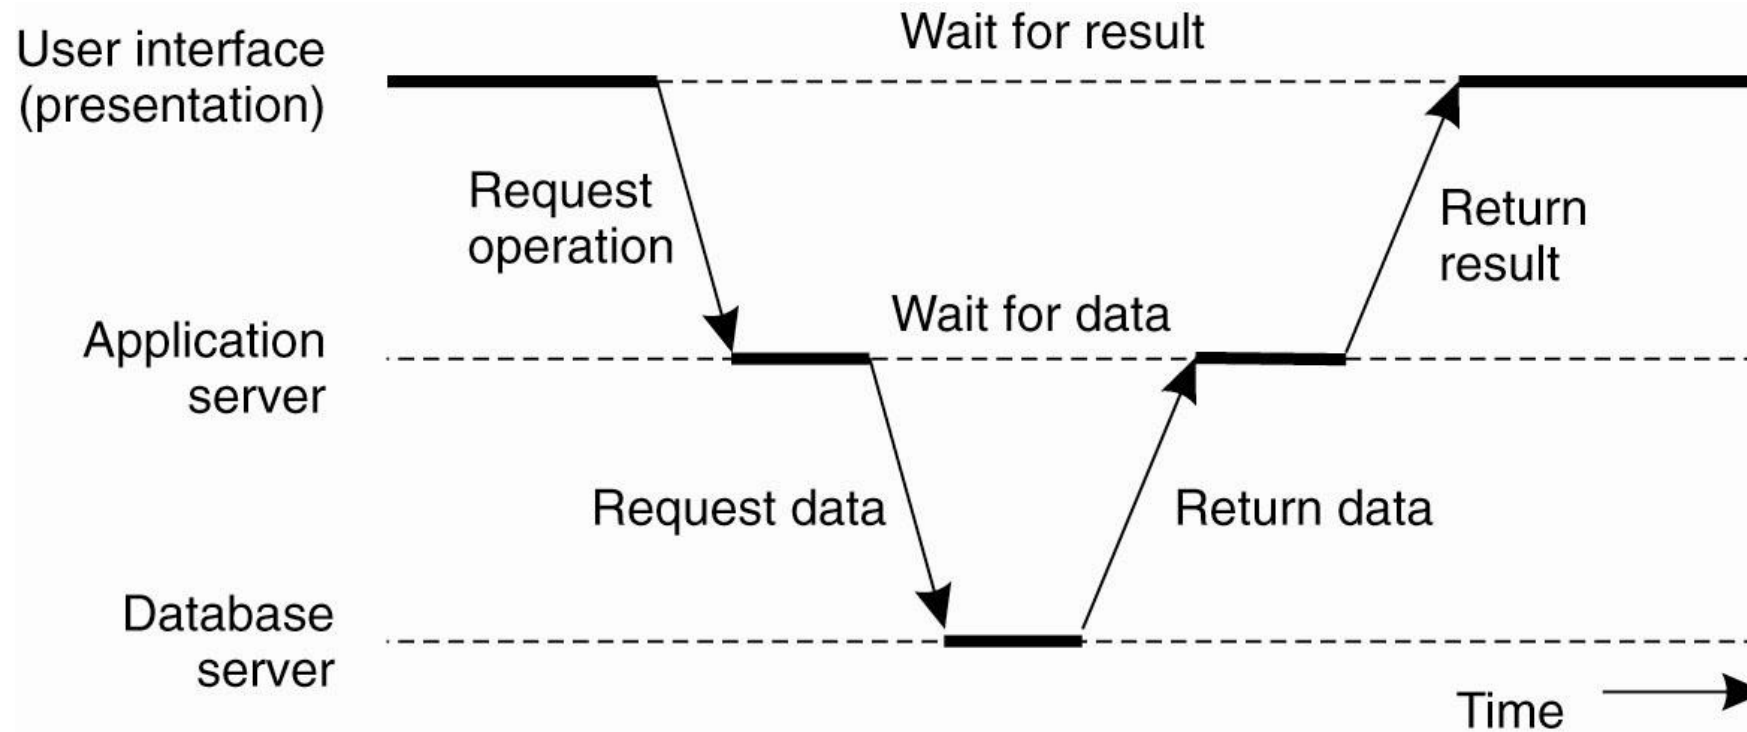 Wait for result
User interface
(presentation)
Request
operation
Return
result
Wait for data
Application
server
Request data
Return data
Database
server
Time